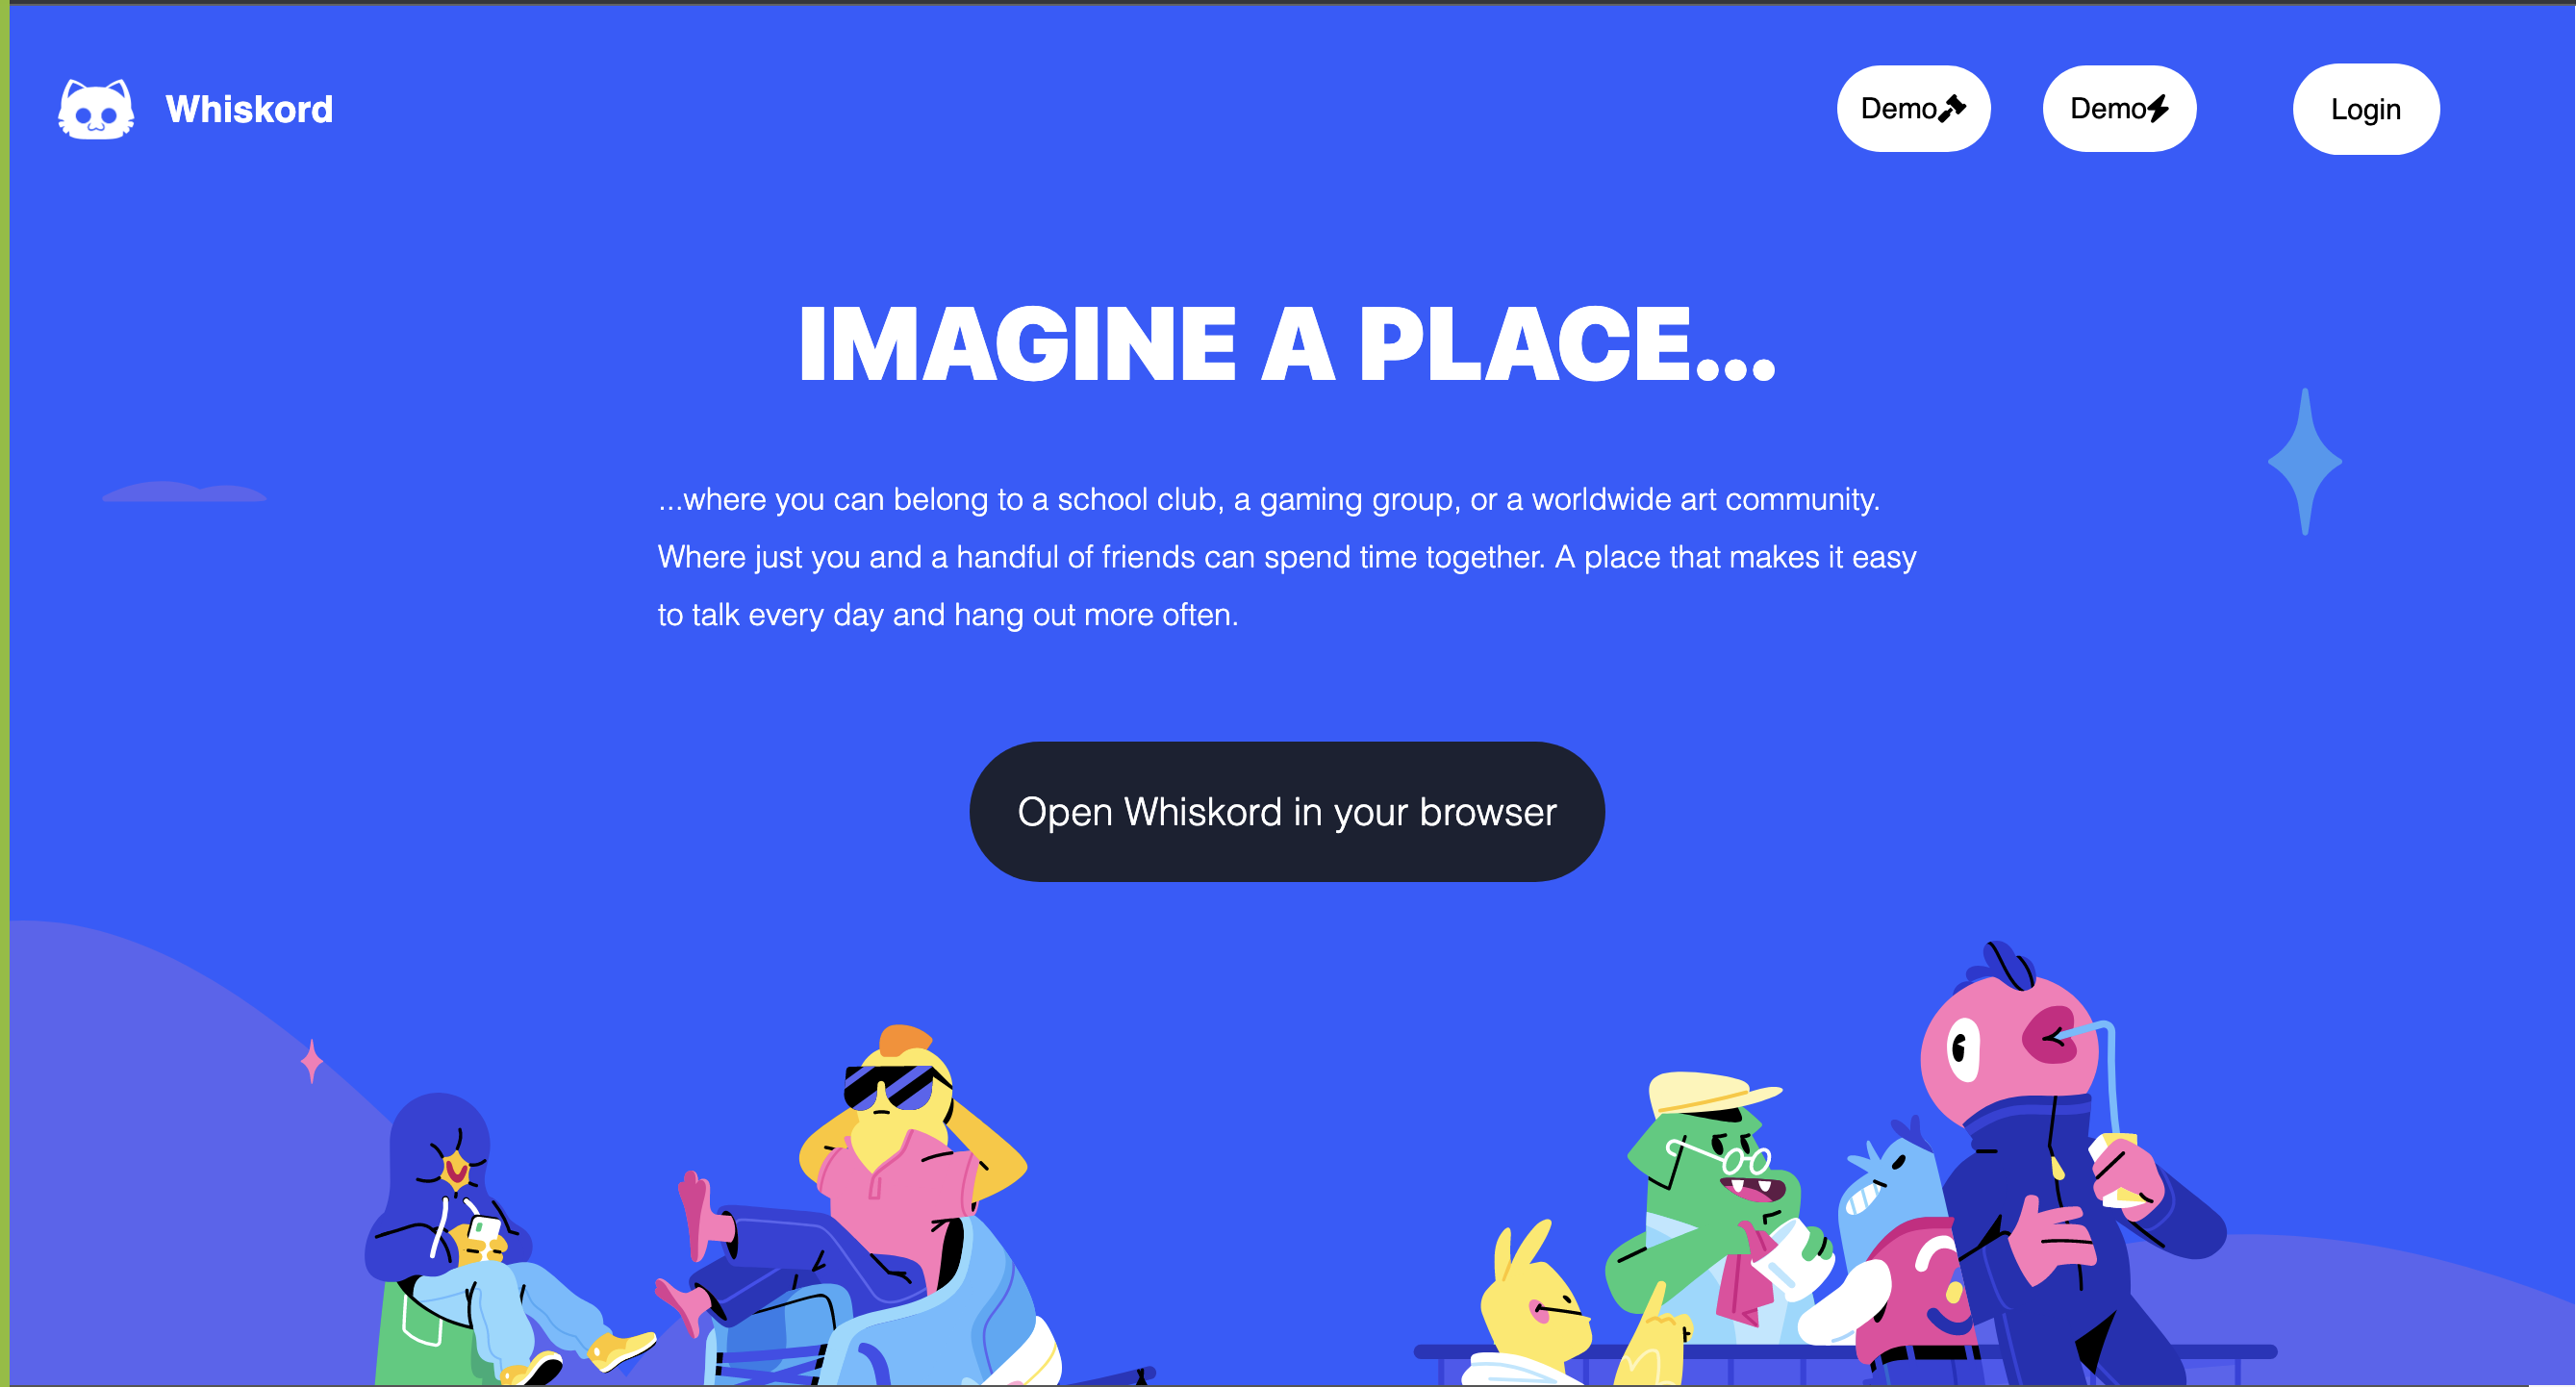 Whiskord
Demo
Demo
Login
IMAGINE A PLACE...
...where you can belong to a school club, a gaming group, or a worldwide art community.
Where just you and a handful of friends can spend time together. A place that makes it easy
to talk every day and hang out more often.
Open Whiskord in your browser